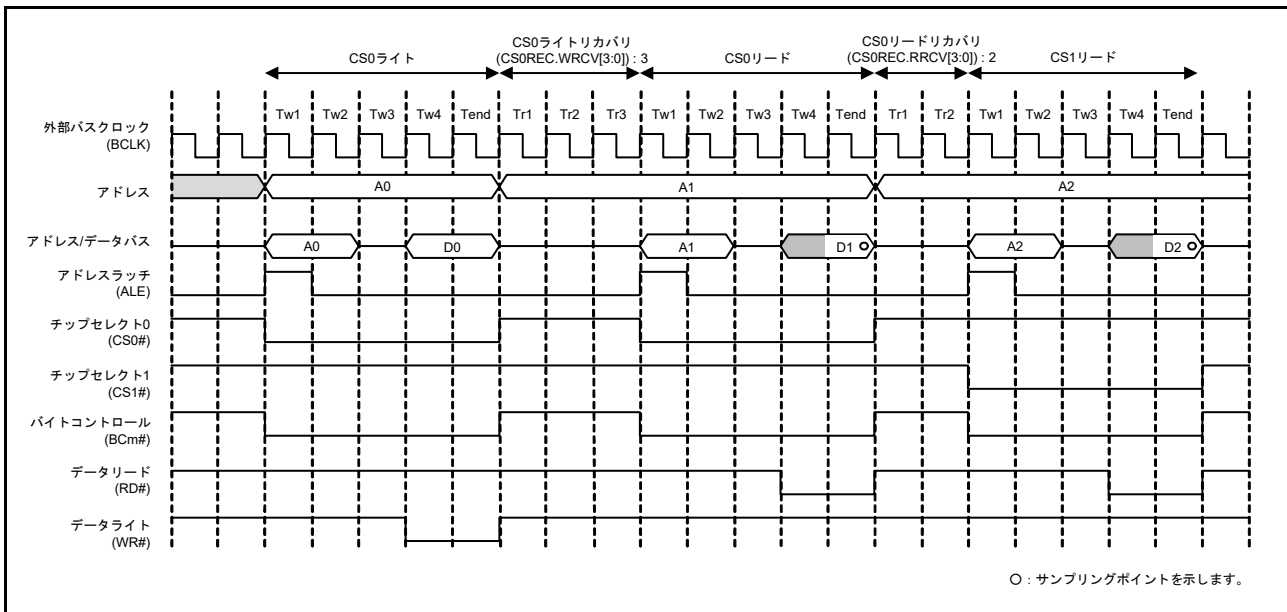 CS0ライト
CS0ライトリカバリ
(CS0REC.WRCV[3:0]) : 3
CS0リード
CS0リードリカバリ
(CS0REC.RRCV[3:0]) : 2
CS1リード
Tw1 Tw2 Tw3 Tw4 Tend Tr1 Tr2 Tr3 Tw1 Tw2 Tw3 Tw4 Tend Tr1 Tr2 Tw1 Tw2 Tw3 Tw4 Tend
外部バスクロック
(BCLK)
アドレス
A0 A1 A2
アドレス/データバス
A0 D0 A1 D1 A2 D2
アドレスラッチ
(ALE)
チップセレクト0
(CS0#)
チップセレクト1
(CS1#)
バイトコントロール
(BCm#)
データリード
(RD#)
データライト
(WR#)
○ : サンプリングポイントを示します。